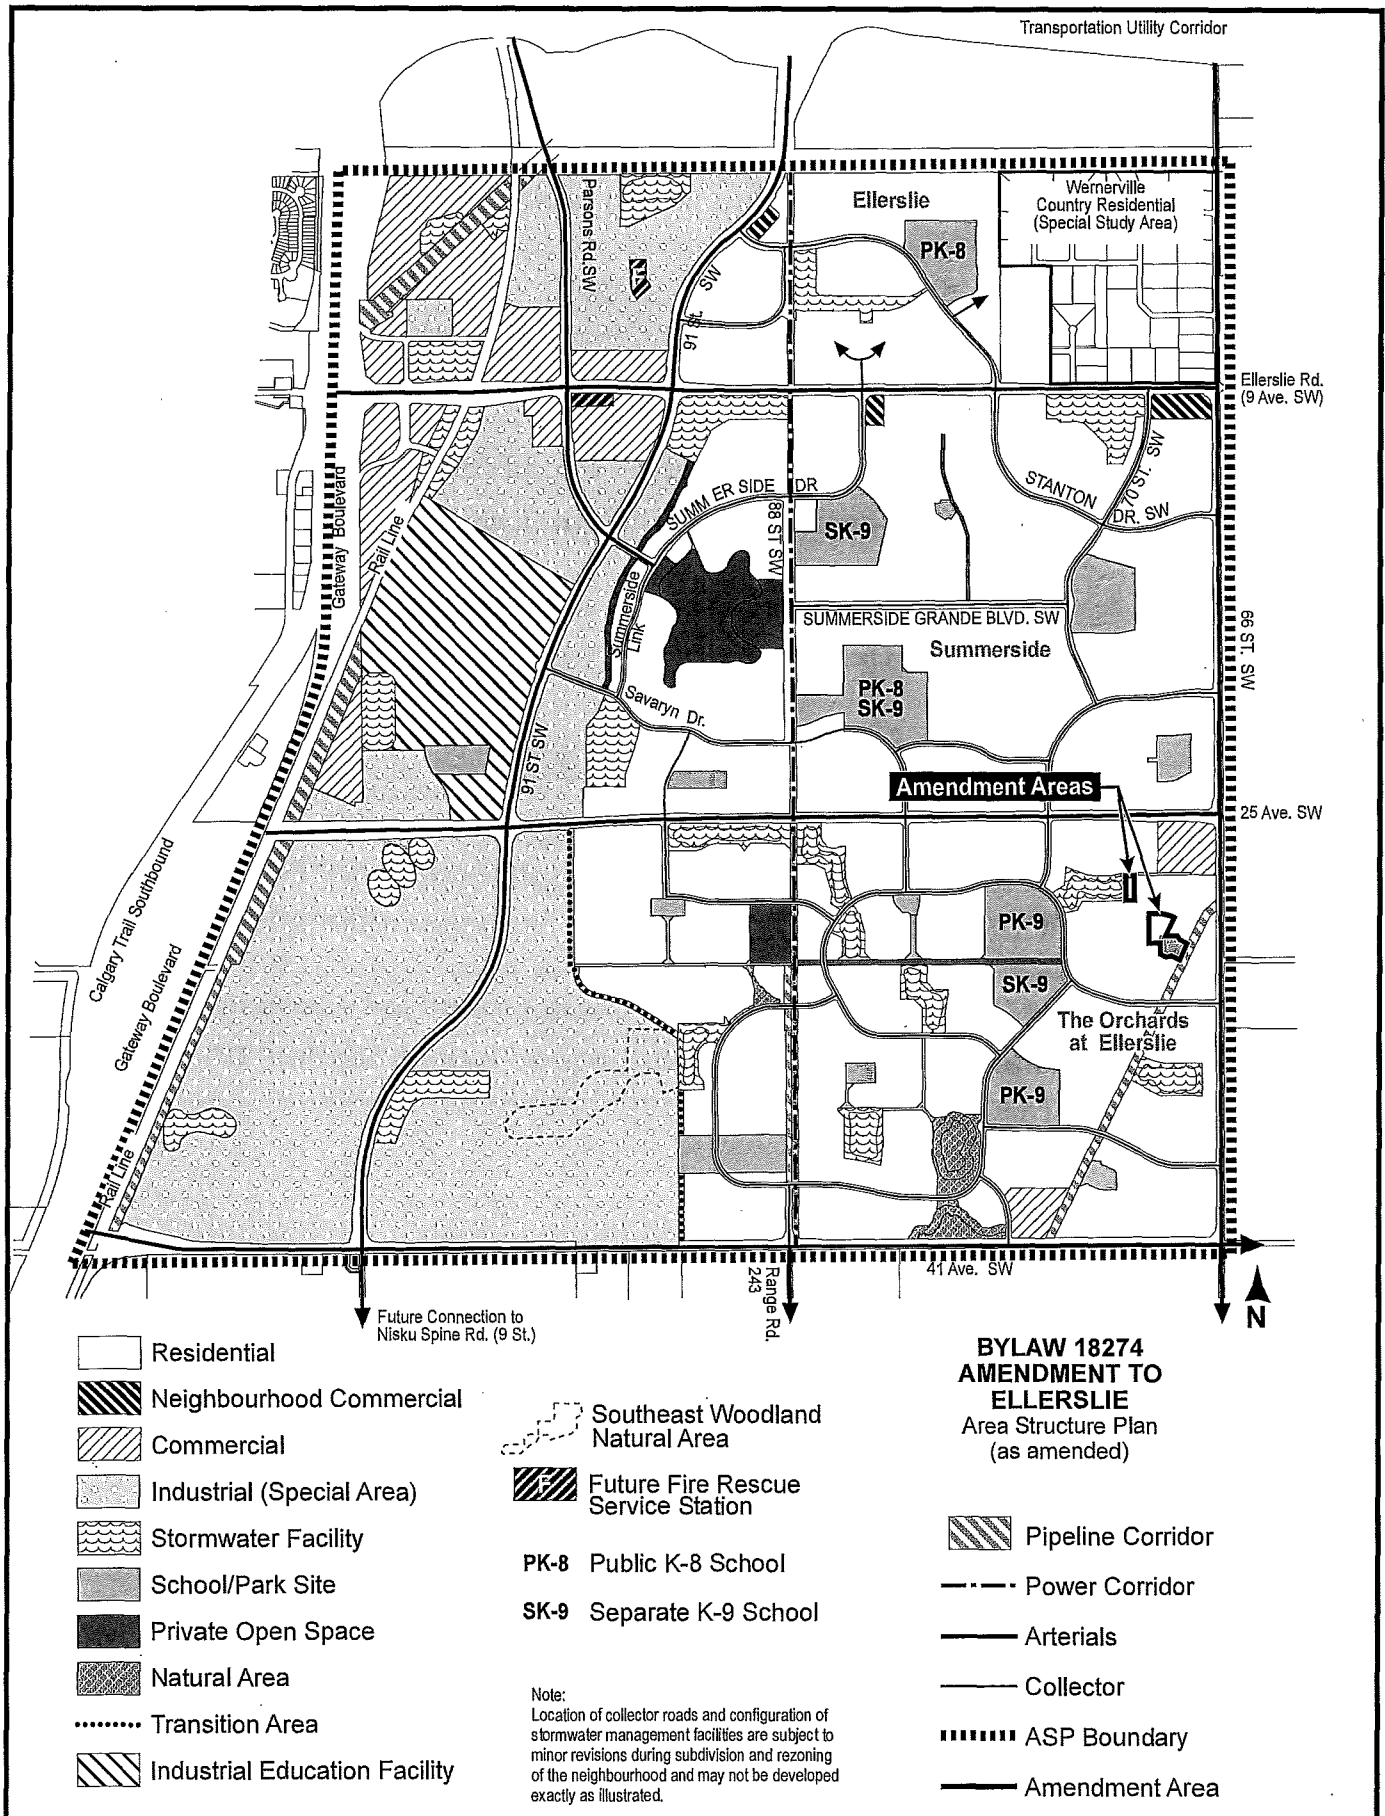 Transportation Utility Corridor
Wernerville
Country Residential
(Special Study Area)
Ellerslie
PK-8
Parsons Rd.SW
91 St. SW
Ellerslie Rd.
(9 Ave. SW)
Gateway Boulevard
Rail Line
SUMMERSIDE DR
88 ST SW
SK-9
STANTON DR. SW
70 ST. SW
Summerside
Link
SUMMERSIDE GRANDE BLVD. SW
Summerside
66 ST. SW
PK-8
SK-9
Savaryn Dr.
91 ST. SW
Amendment Areas
25 Ave. SW
Calgary Trail Southbound
Gateway Boulevard
PK-9
SK-9
The Orchards
at Ellerslie
PK-9
Rail Line
41 Ave. SW
Range Rd.
243
Future Connection to
Nisku Spine Rd. (9 St.)
N
Residential
Neighbourhood Commercial
Commercial
Industrial (Special Area)
Stormwater Facility
School/Park Site
Private Open Space
Natural Area
Transition Area
Industrial Education Facility
Southeast Woodland
Natural Area
F
Future Fire Rescue
Service Station
PK-8 Public K-8 School
SK-9 Separate K-9 School
Note:
Location of collector roads and configuration of
stormwater management facilities are subject to
minor revisions during subdivision and rezoning
of the neighbourhood and may not be developed
exactly as illustrated.
BYLAW 18274
AMENDMENT TO
ELLERSLIE
Area Structure Plan
(as amended)
Pipeline Corridor
Power Corridor
Arterials
Collector
ASP Boundary
Amendment Area